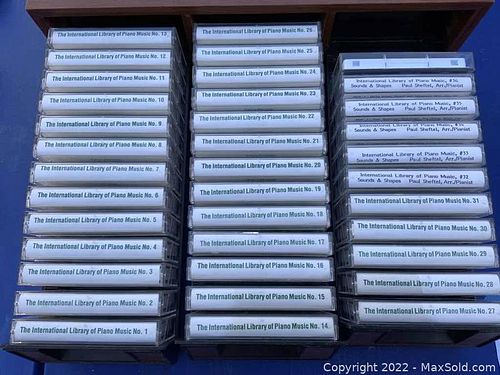 The International Library of Piano Music No. 13
The International Library of Piano Music No. 12
The International Library of Piano Music No. 11
The International Library of Piano Music No. 10
The International Library of Piano Music No. 9
The International Library of Piano Music No. 8
The International Library of Piano Music No. 7
The International Library of Piano Music No. 6
The International Library of Piano Music No. 5
The International Library of Piano Music No. 4
The International Library of Piano Music No. 3
The International Library of Piano Music No. 2
The International Library of Piano Music No. 1
The International Library of Piano Music No. 26
The International Library of Piano Music No. 25
The International Library of Piano Music No. 24
The International Library of Piano Music No. 23
The International Library of Piano Music No. 22
The International Library of Piano Music No. 21
The International Library of Piano Music No. 20
The International Library of Piano Music No. 19
The International Library of Piano Music No. 18
The International Library of Piano Music No. 17
The International Library of Piano Music No. 16
The International Library of Piano Music No. 15
The International Library of Piano Music No. 14
International Library of Piano Music, #36
Sounds & Shapes Paul Sheftel, Arr/Pianist
International Library of Piano Music, #35
Sounds & Shapes Paul Sheftel, Arr/Pianist
International Library of Piano Music,
Sounds & Shapes Paul Sheftel, Arr/Pianist
International Library of Piano Music, #33
Sounds & Shapes Paul Sheftel, Arr/Pianist
International Library of Piano Music, #32
Sounds & Shapes Paul Sheftel, Arr/Pianist
The International Library of Piano Music No. 31
The International Library of Piano Music No. 30
The International Library of Piano Music No. 29
The International Library of Piano Music No. 28
The International Library of Piano Music No. 27
Copyright © 2022 - MaxSold.com